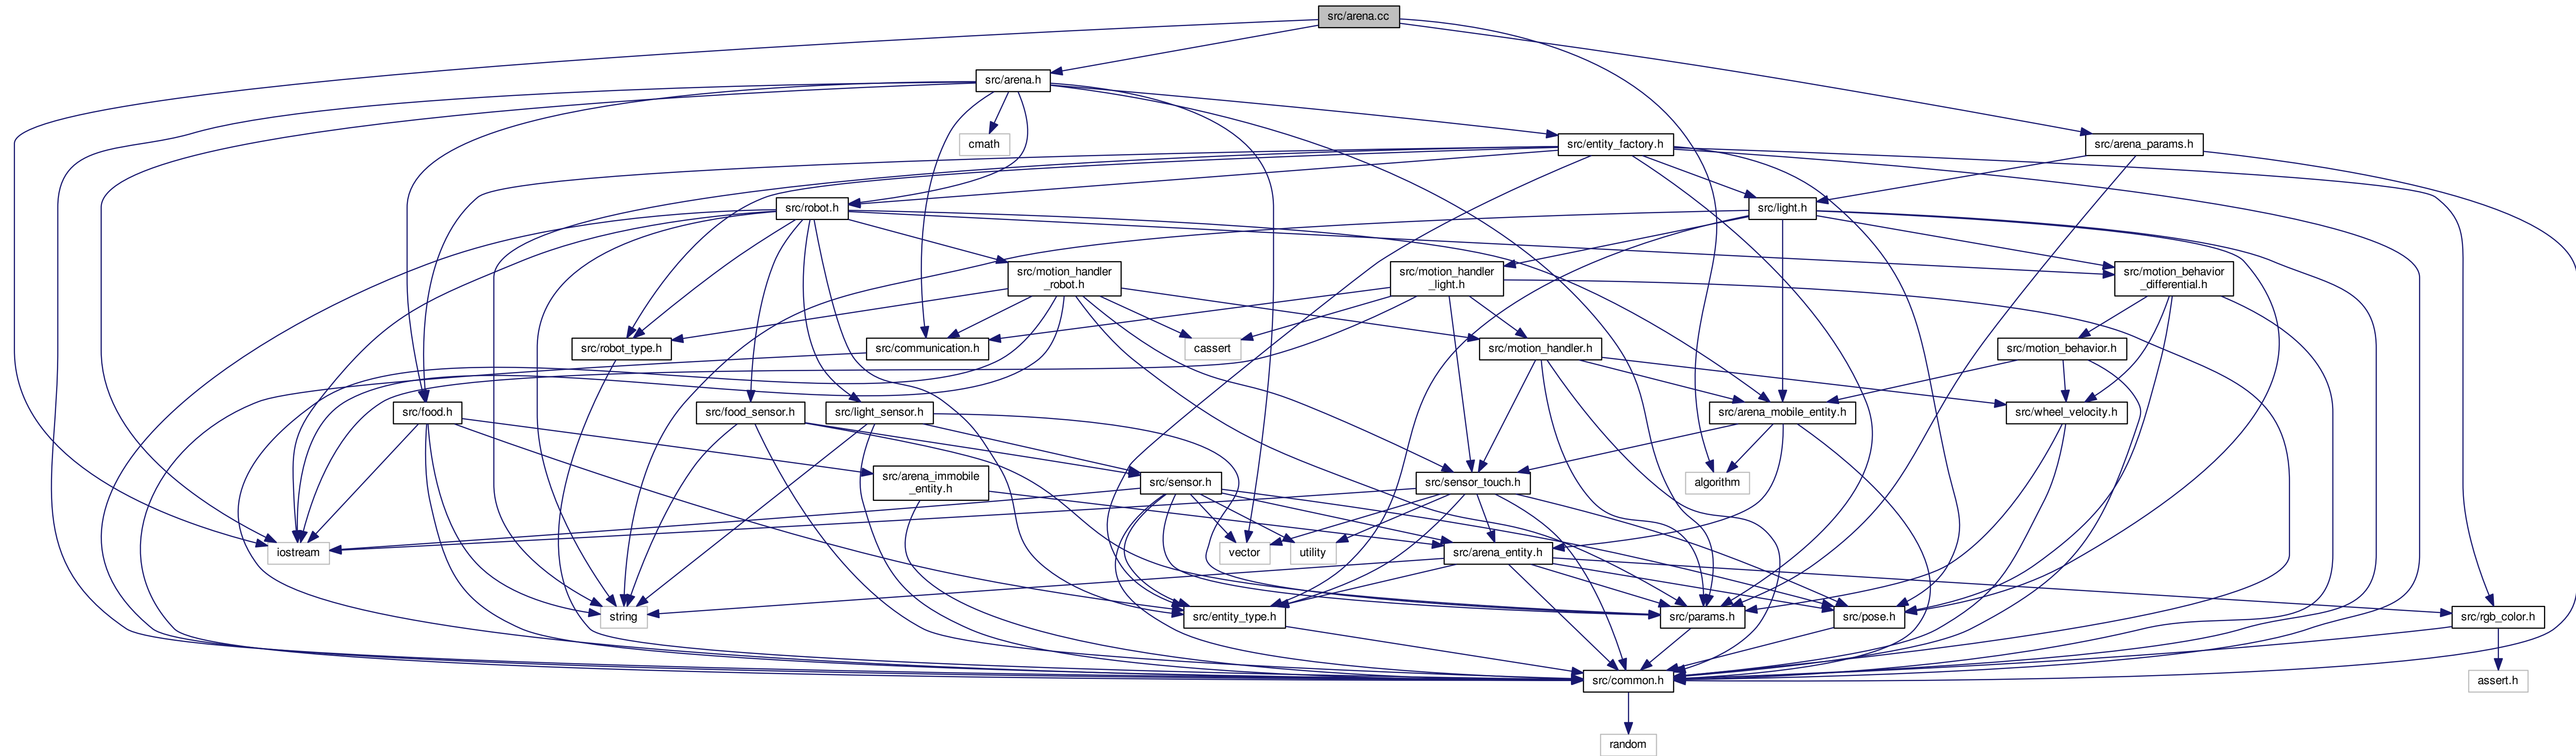 src/arena.cc
src/arena.h
cmath
src/entity_factory.h
src/arena_params.h
src/robot.h
src/light.h
src/motion_handler
_robot.h
src/motion_handler
_light.h
src/motion_behavior
_differential.h
src/robot_type.h
src/communication.h
cassert
src/motion_handler.h
src/motion_behavior.h
src/food.h
src/food_sensor.h
src/light_sensor.h
src/arena_mobile_entity.h
src/wheel_velocity.h
src/arena_immobile
_entity.h
src/sensor.h
src/sensor_touch.h
algorithm
iostream
vector
utility
src/arena_entity.h
string
src/entity_type.h
src/params.h
src/pose.h
src/rgb_color.h
src/common.h
assert.h
random